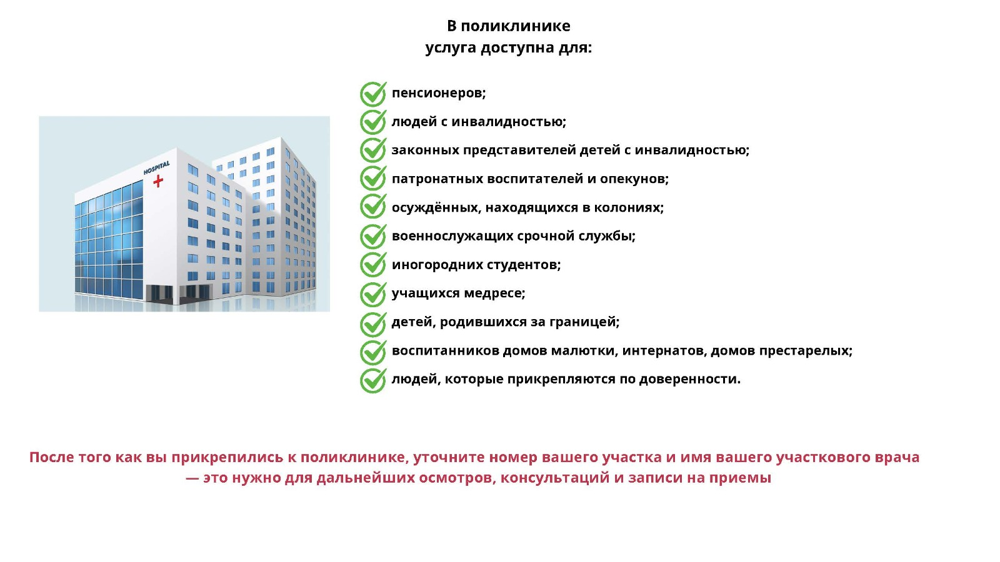 В поликлинике
услуга доступна для:
пенсионеров;
людей с инвалидностью;
законных представителей детей с инвалидностью;
патронатных воспитателей и опекунов;
осуждённых, находящихся в колониях;
военнослужащих срочной службы;
иногородних студентов;
учащихся медресе;
детей, родившихся за границей;
воспитанников домов малютки, интернатов, домов престарелых;
людей, которые прикрепляются по доверенности.
HOSPITAL
После того как вы прикрепились к поликлинике, уточните номер вашего участка и имя вашего участкового врача
— это нужно для дальнейших осмотров, консультаций и записи на приемы